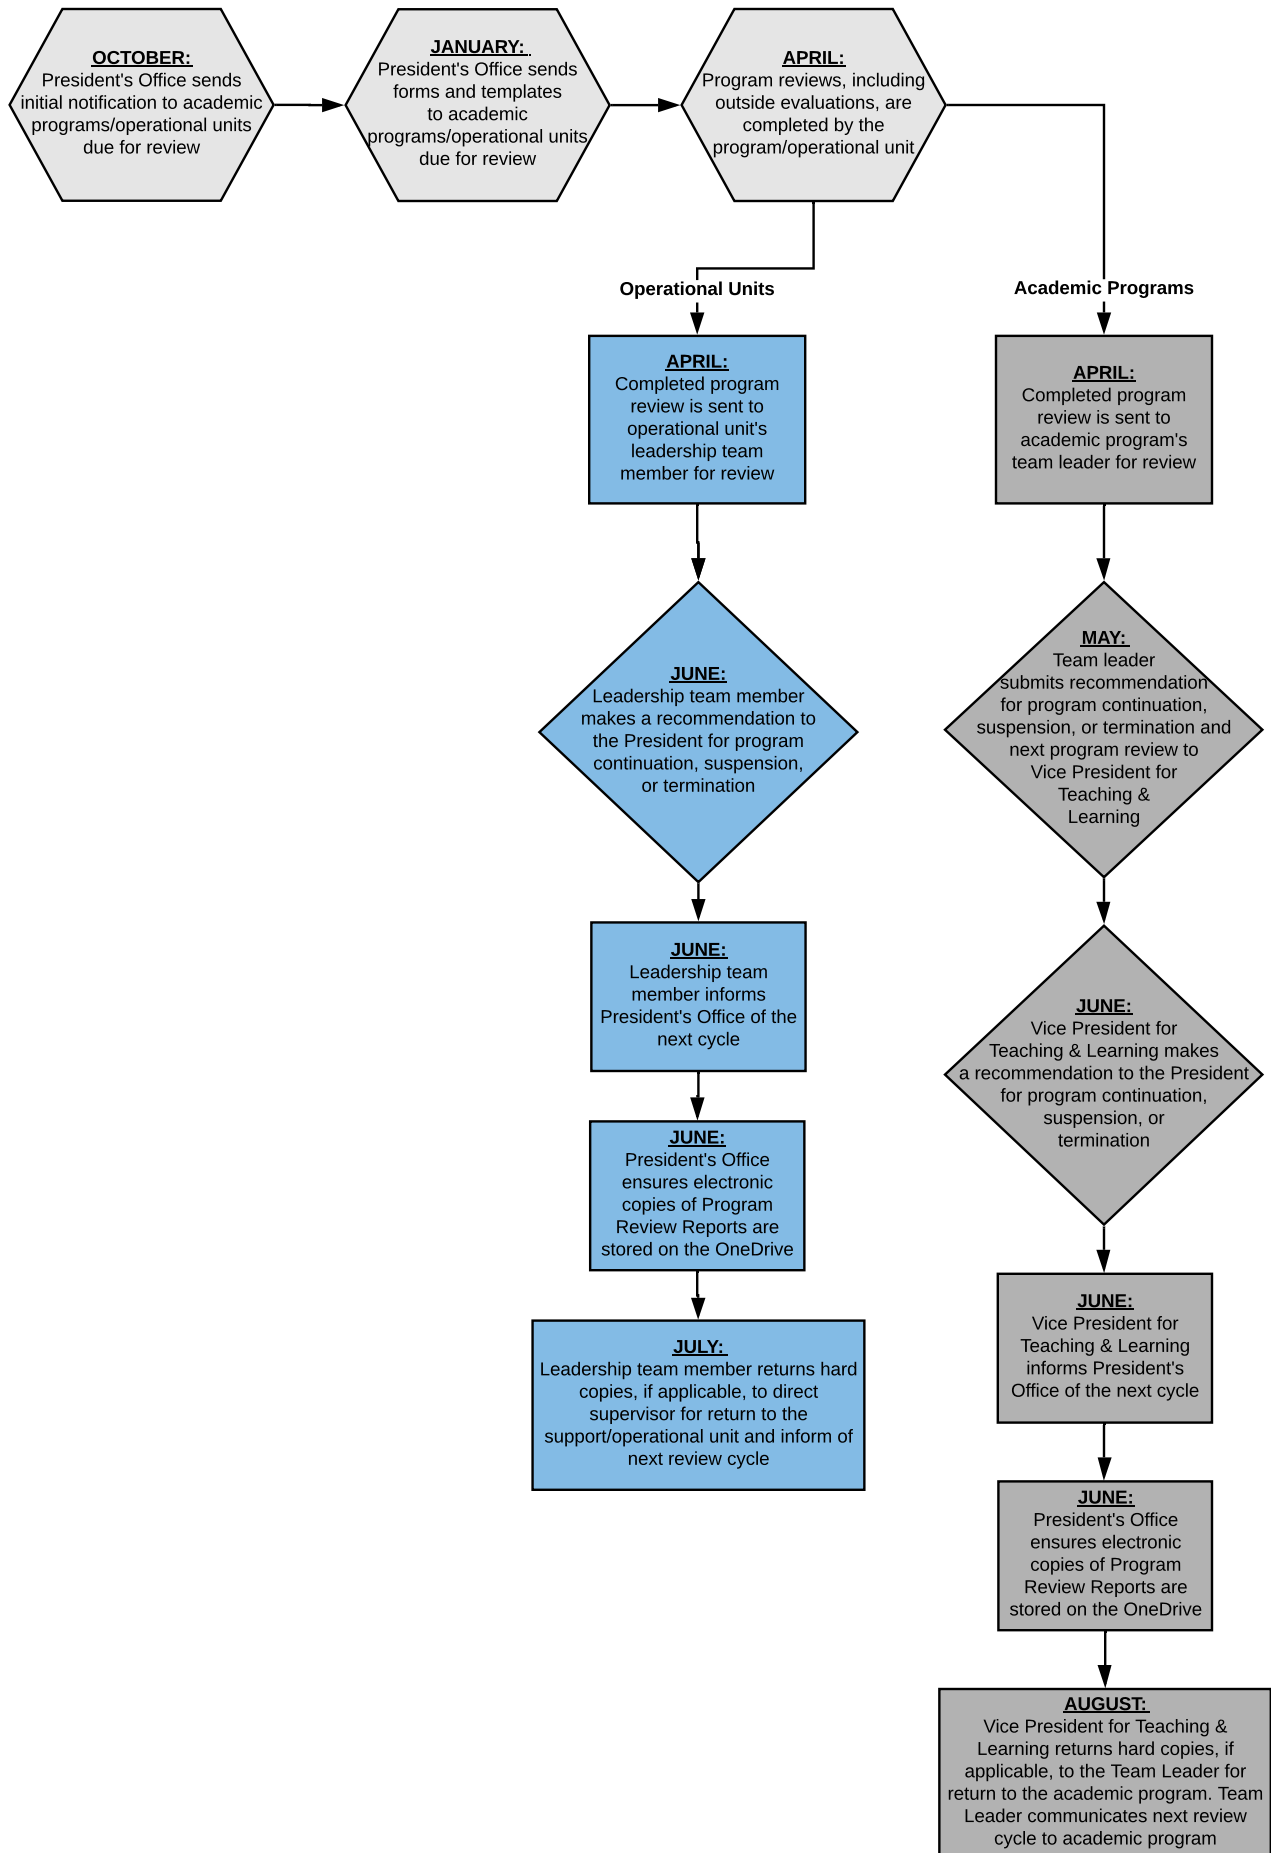 OCTOBER:
President's Office sends
initial notification to academic
programs/operational units
due for review
JANUARY:
President's Office sends
forms and templates
to academic
programs/operational units
due for review
APRIL:
Program reviews, including
outside evaluations, are
completed by the
program/operational unit
Operational Units
APRIL:
Completed program
review is sent to
operational unit's
leadership team
member for review
JUNE:
Leadership team member
makes a recommendation to
the President for program
continuation, suspension,
or termination
JUNE:
Leadership team
member informs
President's Office of the
next cycle
JUNE:
President's Office
ensures electronic
copies of Program
Review Reports are
stored on the OneDrive
JULY:
Leadership team member returns hard
copies, if applicable, to direct
supervisor for return to the
support/operational unit and inform of
next review cycle
Academic Programs
APRIL:
Completed program
review is sent to
academic program's
team leader for review
MAY:
Team leader
submits recommendation
for program continuation,
suspension, or termination and
next program review to
Vice President for
Teaching &
Learning
JUNE:
Vice President for
Teaching & Learning makes
a recommendation to the President
for program continuation,
suspension, or
termination
JUNE:
Vice President for
Teaching & Learning
informs President's
Office of the next cycle
JUNE:
President's Office
ensures electronic
copies of Program
Review Reports are
stored on the OneDrive
AUGUST:
Vice President for Teaching &
Learning returns hard copies, if
applicable, to the Team Leader for
return to the academic program. Team
Leader communicates next review
cycle to academic program